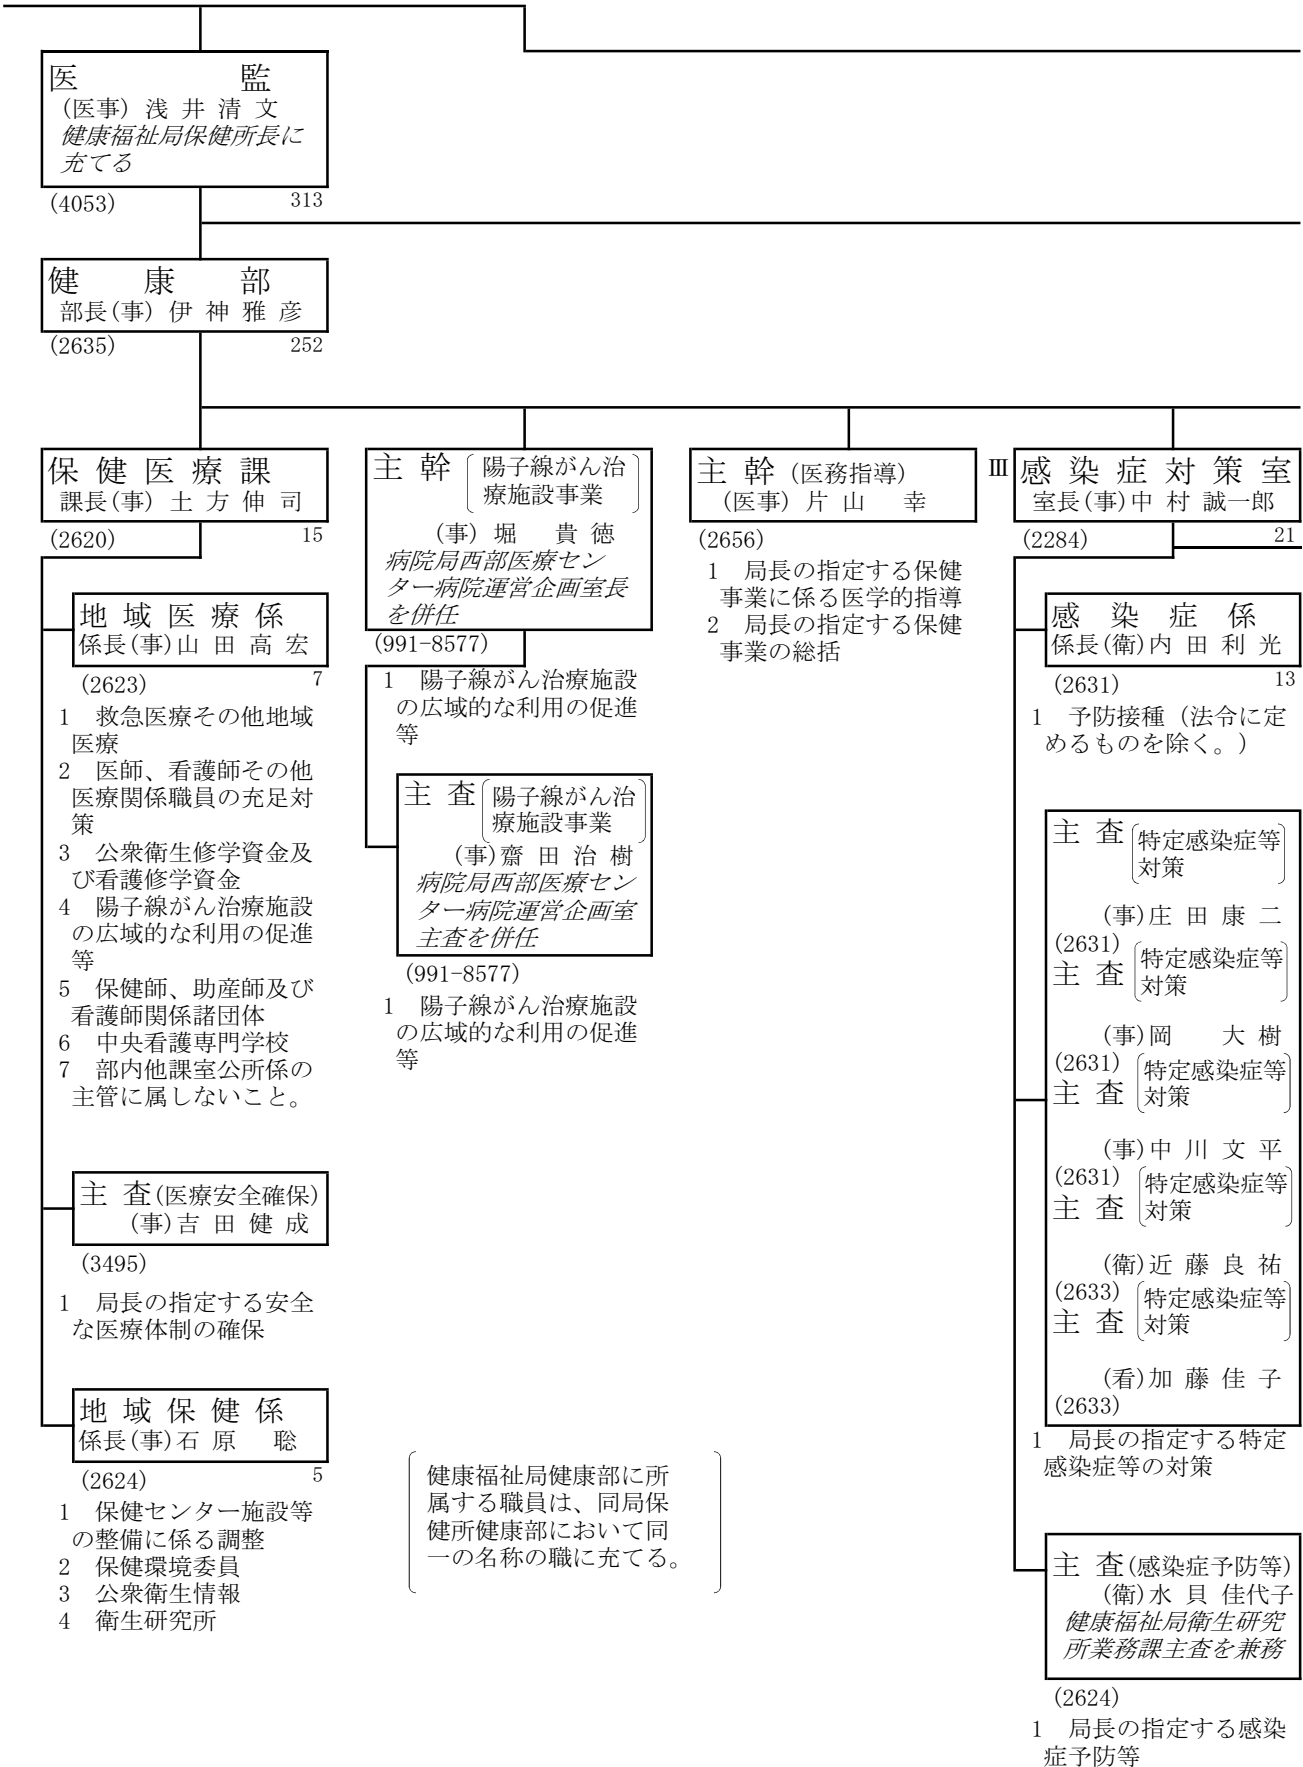 医監
(医事) 浅井清文
健康福祉局保健所長に
充てる
(4053) 313
健康部
部長(事) 伊神雅彦
(2635) 252
保健医療課
課長(事) 土方伸司
(2620) 15
地域医療係
係長(事)山田高宏
(2623) 7
1 救急医療その他地域
医療
2 医師、看護師その他
医療関係職員の充足対
策
3 公衆衛生修学資金及
び看護修学資金
4 陽子線がん治療施設
の広域的な利用の促進
等
5 保健師、助産師及び
看護師関係諸団体
6 中央看護専門学校
7 部内他課室公所係の
主管に属しないこと。
主査(医療安全確保)
(事)吉田健成
(3495)
1 局長の指定する安全
な医療体制の確保
地域保健係
係長(事)石原 聡
(2624) 5
1 保健センター施設等
の整備に係る調整
2 保健環境委員
3 公衆衛生情報
4 衛生研究所
主幹 陽子線がん治
療施設事業
(事) 堀 貴徳
病院局西部医療セン
ター病院運営企画室長
を併任
(991-8577)
1 陽子線がん治療施設
の広域的な利用の促進
等
主査 陽子線がん治
療施設事業
(事)齋田治樹
病院局西部医療セン
ター病院運営企画室
主査を併任
(991-8577)
1 陽子線がん治療施設
の広域的な利用の促進
等
健康福祉局健康部に所
属する職員は、同局保
健所健康部において同
一の名称の職に充てる。
主幹(医務指導)
(医事) 片山 幸
(2656)
1 局長の指定する保健
事業に係る医学的指導
2 局長の指定する保健
事業の総括
Ⅲ 感染症対策室
室長(事)中村誠一郎
(2284) 21
感染症係
係長(衛)内田利光
(2631) 13
1 予防接種(法令に定
めるものを除く。)
主査 特定感染症等
対策
(事)庄田康二
(2631)
主査 特定感染症等
対策
(事)岡 大樹
(2631)
主査 特定感染症等
対策
(事)中川文平
(2631)
主査 特定感染症等
対策
(衛)近藤良祐
(2633)
主査 特定感染症等
対策
(看)加藤佳子
(2633)
1 局長の指定する特定
感染症等の対策
主査(感染症予防等)
(衛)水貝佳代子
健康福祉局衛生研究
所業務課主査を兼務
(2624)
1 局長の指定する感染
症予防等